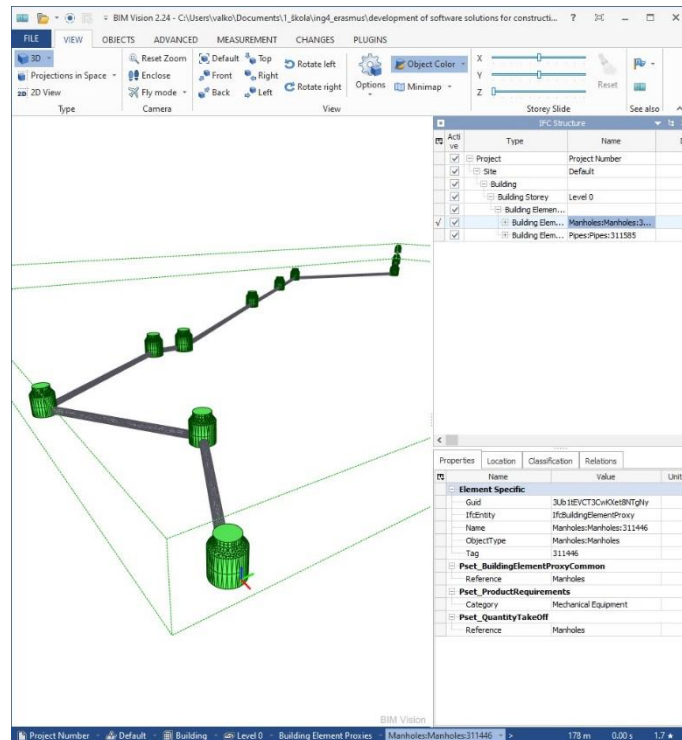 BIM Vision 2.24 - C:\Users\valko\Documents\1_škola\ing4_erasmus\development of software solutions for constructi...
FILE VIEW OBJECTS ADVANCED MEASUREMENT CHANGES PLUGINS
3D Reset Zoom Default Top Rotate left Object Color X
Projections in Space Enclose Front Right Options Y Reset
2D 2D View Fly mode Back Left Rotate right Minimap Z
Type Camera View Storey Slide See also
IFC Structure
Active Type Name
Project Project Number
Site Default
Building
Building Storey Level 0
Building Elemen...
Building Elem... Manholes:Manholes:3...
Building Elem... Pipes:Pipes:311585
Properties Location Classification Relations
Name Value Unit
Element Specific
Guid 3Ub1tEVCT3CwKXet8NTgNy
IfcEntity IfcBuildingElementProxy
Name Manholes:Manholes:311446
ObjectType Manholes:Manholes
Tag 311446
Pset_BuildingElementProxyCommon
Reference Manholes
Pset_ProductRequirements
Category Mechanical Equipment
Pset_QuantityTakeOff
Reference Manholes
BIM Vision
Project Number Default Building Level 0 Building Element Proxies Manholes:Manholes:311446 > 178 m 0.00 s 1.7